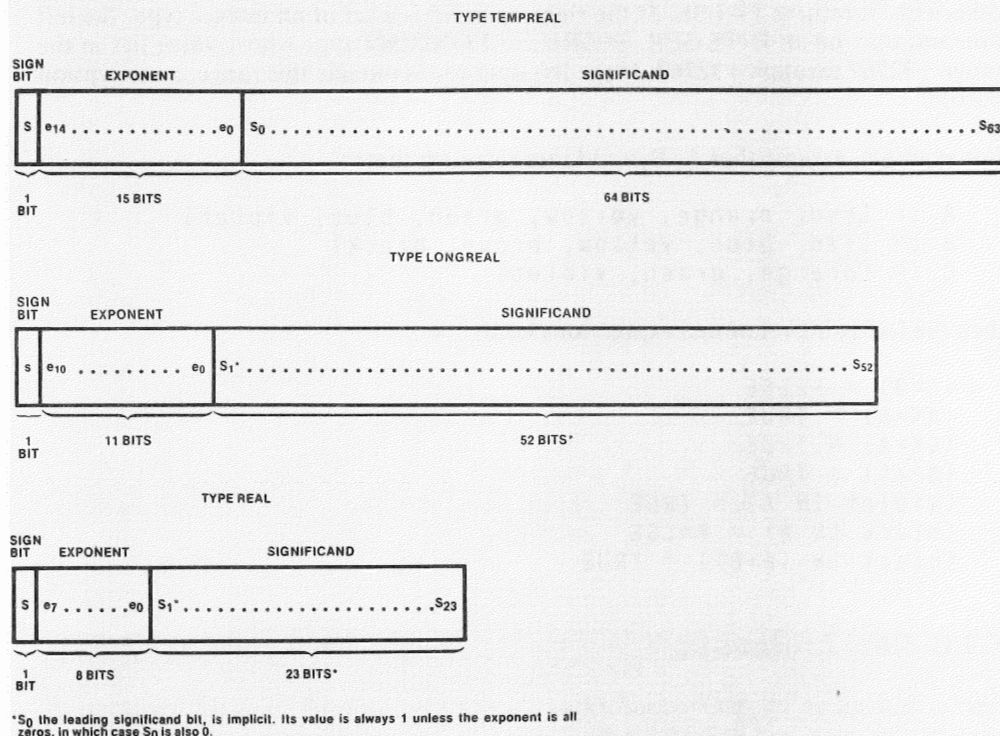 TYPE TEMPREAL
SIGN BIT EXPONENT SIGNIFICAND
S e14 . . . . . . . . . . . . . . . . e0 S0 . . . . . . . . . . . . . . . . . . . . . . . . . . . . . . . . . . . . . . . . . . . . . . . . . . . . . . . . S63
1 BIT 15 BITS 64 BITS
TYPE LONGREAL
SIGN BIT EXPONENT SIGNIFICAND
s e10 . . . . . . . . . e0 S1* . . . . . . . . . . . . . . . . . . . . . . . . . . . . . . . . . . . . . . . . . . . . . . . . S52
1 BIT 11 BITS 52 BITS*
TYPE REAL
SIGN BIT EXPONENT SIGNIFICAND
S e7 . . . . . . e0 S1* . . . . . . . . . . . . . . . . . . . . . S23
1 BIT 8 BITS 23 BITS*
*S0 the leading significand bit, is implicit. Its value is always 1 unless the exponent is all
zeros, in which case S0 is also 0.